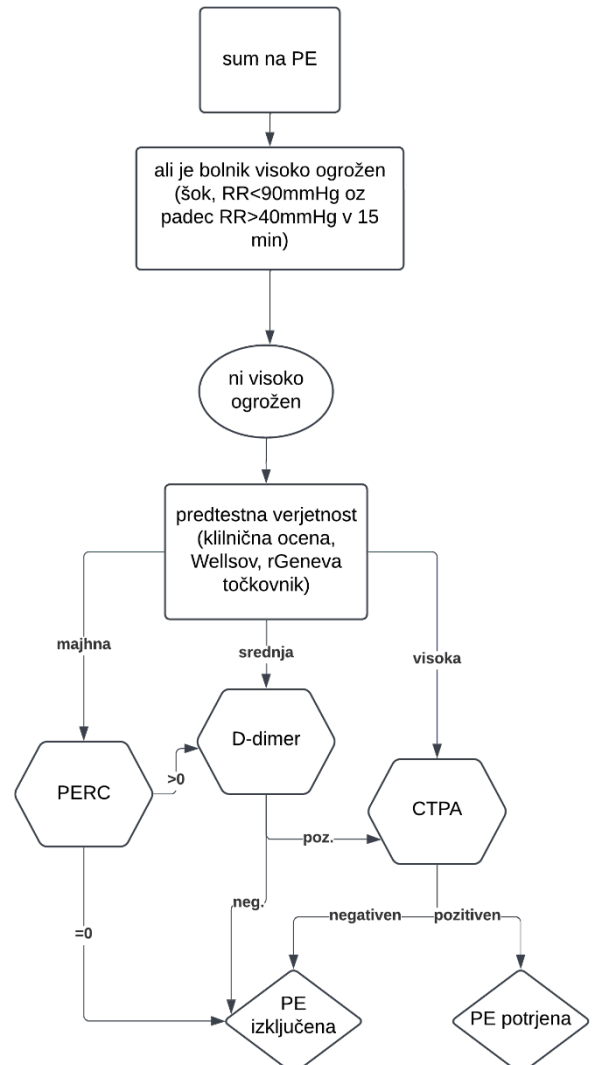 sum na PE
ali je bolnik visoko ogrožen
(šok, RR<90mmHg oz
padec RR>40mmHg v 15
min)
ni visoko
ogrožen
predtestna verjetnost
(klilnična ocena,
Wellsov, rGeneva
točkovnik)
majhna
srednja
visoka
D-dimer
PERC
>0
CTPA
poz.
neg.
=0
negativen
pozitiven
PE
izključena
PE potrjena